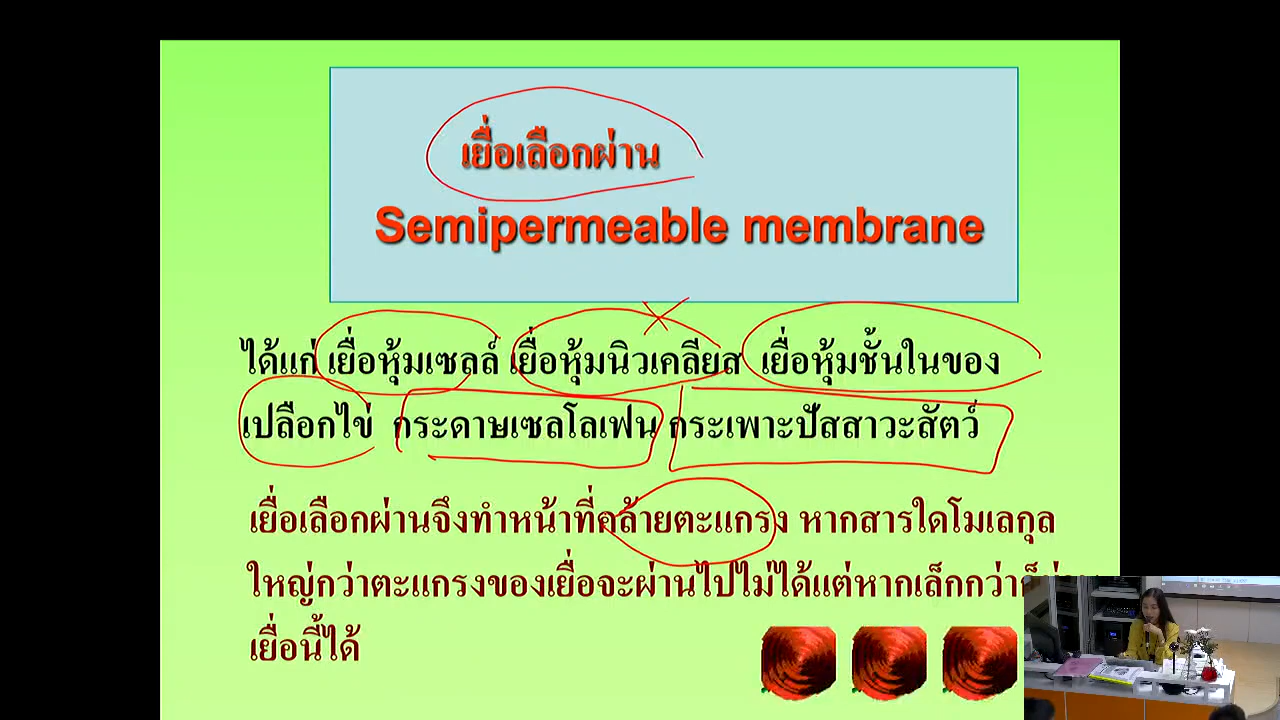 เยื่อเลือกผ่าน
Semipermeable membrane
ได้แก่ เยื่อหุ้มเซลล์ เยื่อหุ้มนิวเคลียส เยื่อหุ้มชั้นในของ
เปลือกไข่ กระดาษเซลโลเฟน กระเพาะปัสสาวะสัตว์
เยื่อเลือกผ่านจึงทำหน้าที่คล้ายตะแกรง หากสารใดโมเลกุล
ใหญ่กว่าตะแกรงของเยื่อจะผ่านไปไม่ได้แต่หากเล็กกว่า
เยื่อนี้ได้